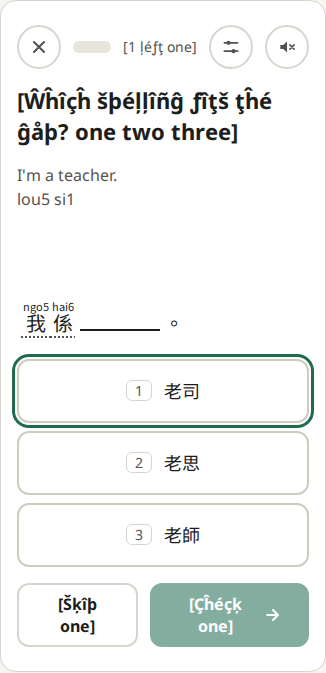 [1 ļéƒţ one]
[Ŵĥîçĥ šþéļļîñĝ ƒîţš ţĥé
ĝåþ? one two three]
I'm a teacher.
lou5 si1
ngo5 hai6
我 係 ________ 。
1 老司
2 老思
3 老師
[Šķîþ
one]
[Çĥéçķ
one]